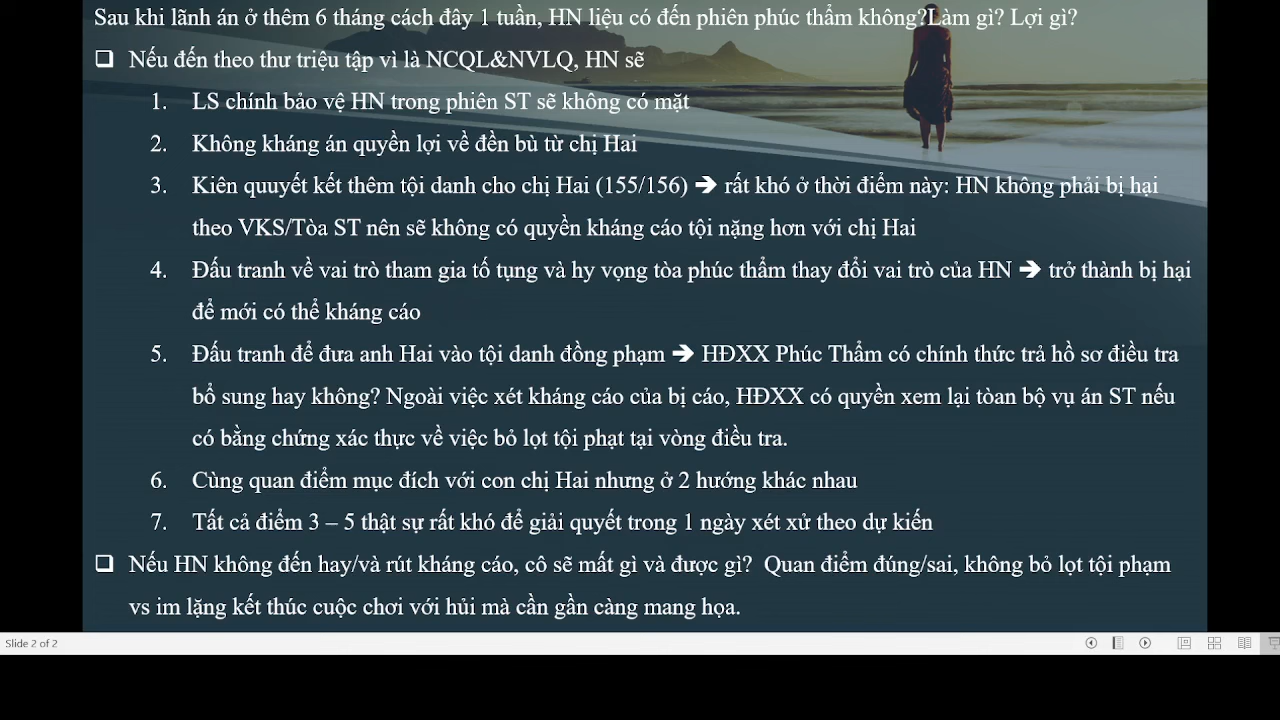 Sau khi lãnh án ở thêm 6 tháng cách đây 1 tuần, HN liệu có đến phiên phúc thẩm không?Làm gì? Lợi gì?
❑ Nếu đến theo thư triệu tập vì là NCQL&NVLQ, HN sẽ
1. LS chính bảo vệ HN trong phiên ST sẽ không có mặt
2. Không kháng án quyền lợi về đền bù từ chị Hai
3. Kiên quuyết kết thêm tội danh cho chị Hai (155/156) ➔ rất khó ở thời điểm này: HN không phải bị hại
theo VKS/Tòa ST nên sẽ không có quyền kháng cáo tội nặng hơn với chị Hai
4. Đấu tranh về vai trò tham gia tố tụng và hy vọng tòa phúc thẩm thay đổi vai trò của HN ➔ trở thành bị hại
để mới có thể kháng cáo
5. Đấu tranh để đưa anh Hai vào tội danh đồng phạm ➔ HĐXX Phúc Thẩm có chính thức trả hồ sơ điều tra
bổ sung hay không? Ngoài việc xét kháng cáo của bị cáo, HĐXX có quyền xem lại tòan bộ vụ án ST nếu
có bằng chứng xác thực về việc bỏ lọt tội phạt tại vòng điều tra.
6. Cùng quan điểm mục đích với con chị Hai nhưng ở 2 hướng khác nhau
7. Tất cả điểm 3 – 5 thật sự rất khó để giải quyết trong 1 ngày xét xử theo dự kiến
❑ Nếu HN không đến hay/và rút kháng cáo, cô sẽ mất gì và được gì? Quan điểm đúng/sai, không bỏ lọt tội phạm
vs im lặng kết thúc cuộc chơi với hủi mà cần gần càng mang họa.
Slide 2 of 2